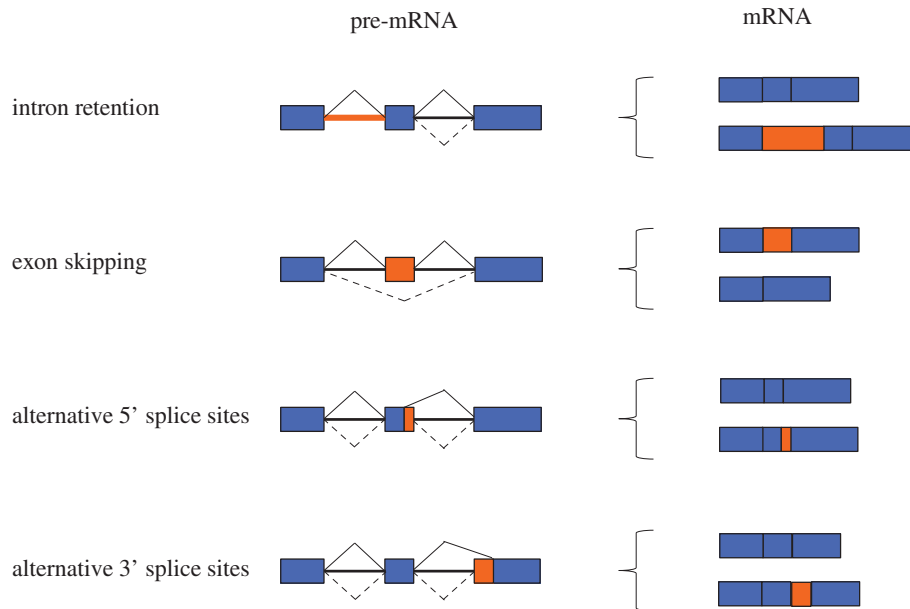 pre-mRNA
mRNA
intron retention
exon skipping
alternative 5’ splice sites
alternative 3’ splice sites